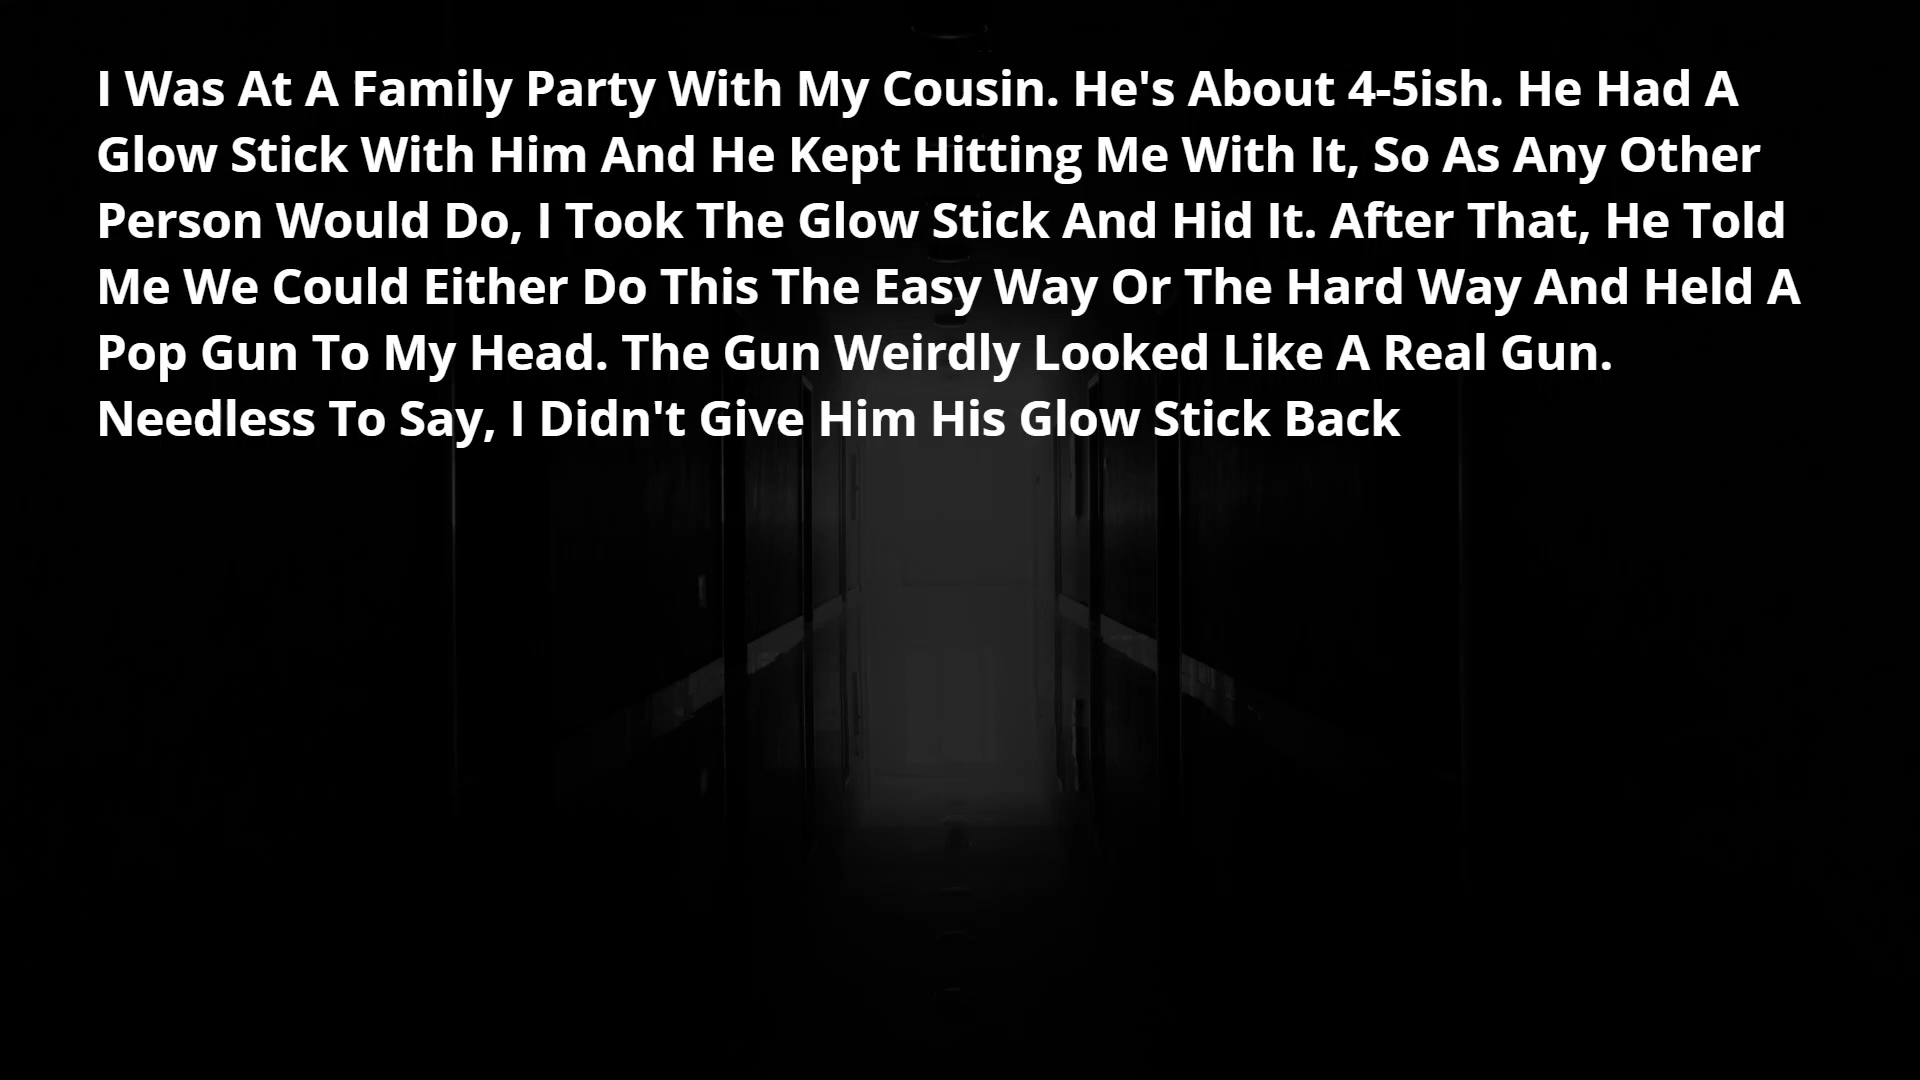 I Was At A Family Party With My Cousin. He's About 4-5ish. He Had A
Glow Stick With Him And He Kept Hitting Me With It, So As Any Other
Person Would Do, I Took The Glow Stick And Hid It. After That, He Told
Me We Could Either Do This The Easy Way Or The Hard Way And Held A
Pop Gun To My Head. The Gun Weirdly Looked Like A Real Gun.
Needless To Say, I Didn't Give Him His Glow Stick Back